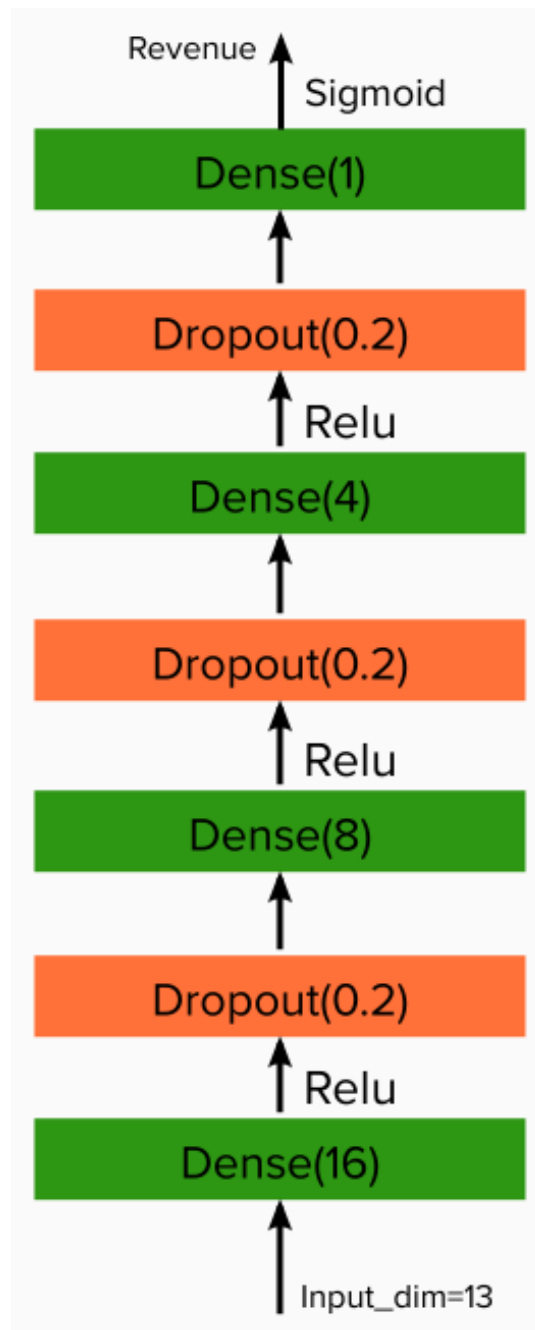 Revenue
Sigmoid
Dense(1)
Dropout(0.2)
Relu
Dense(4)
Dropout(0.2)
Relu
Dense(8)
Dropout(0.2)
Relu
Dense(16)
Input_dim=13